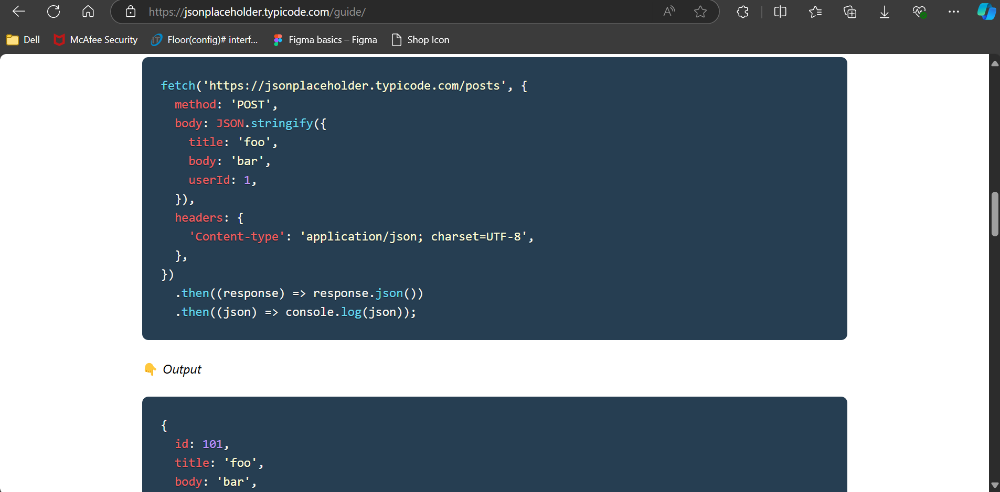 https://jsonplaceholder.typicode.com/guide/
Dell McAfee Security Floor(config)# interf... Figma basics – Figma Shop Icon
fetch('https://jsonplaceholder.typicode.com/posts', {
  method: 'POST',
  body: JSON.stringify({
    title: 'foo',
    body: 'bar',
    userId: 1,
  }),
  headers: {
    'Content-type': 'application/json; charset=UTF-8',
  },
})
  .then((response) => response.json())
  .then((json) => console.log(json));
👇 Output
{
  id: 101,
  title: 'foo',
  body: 'bar',